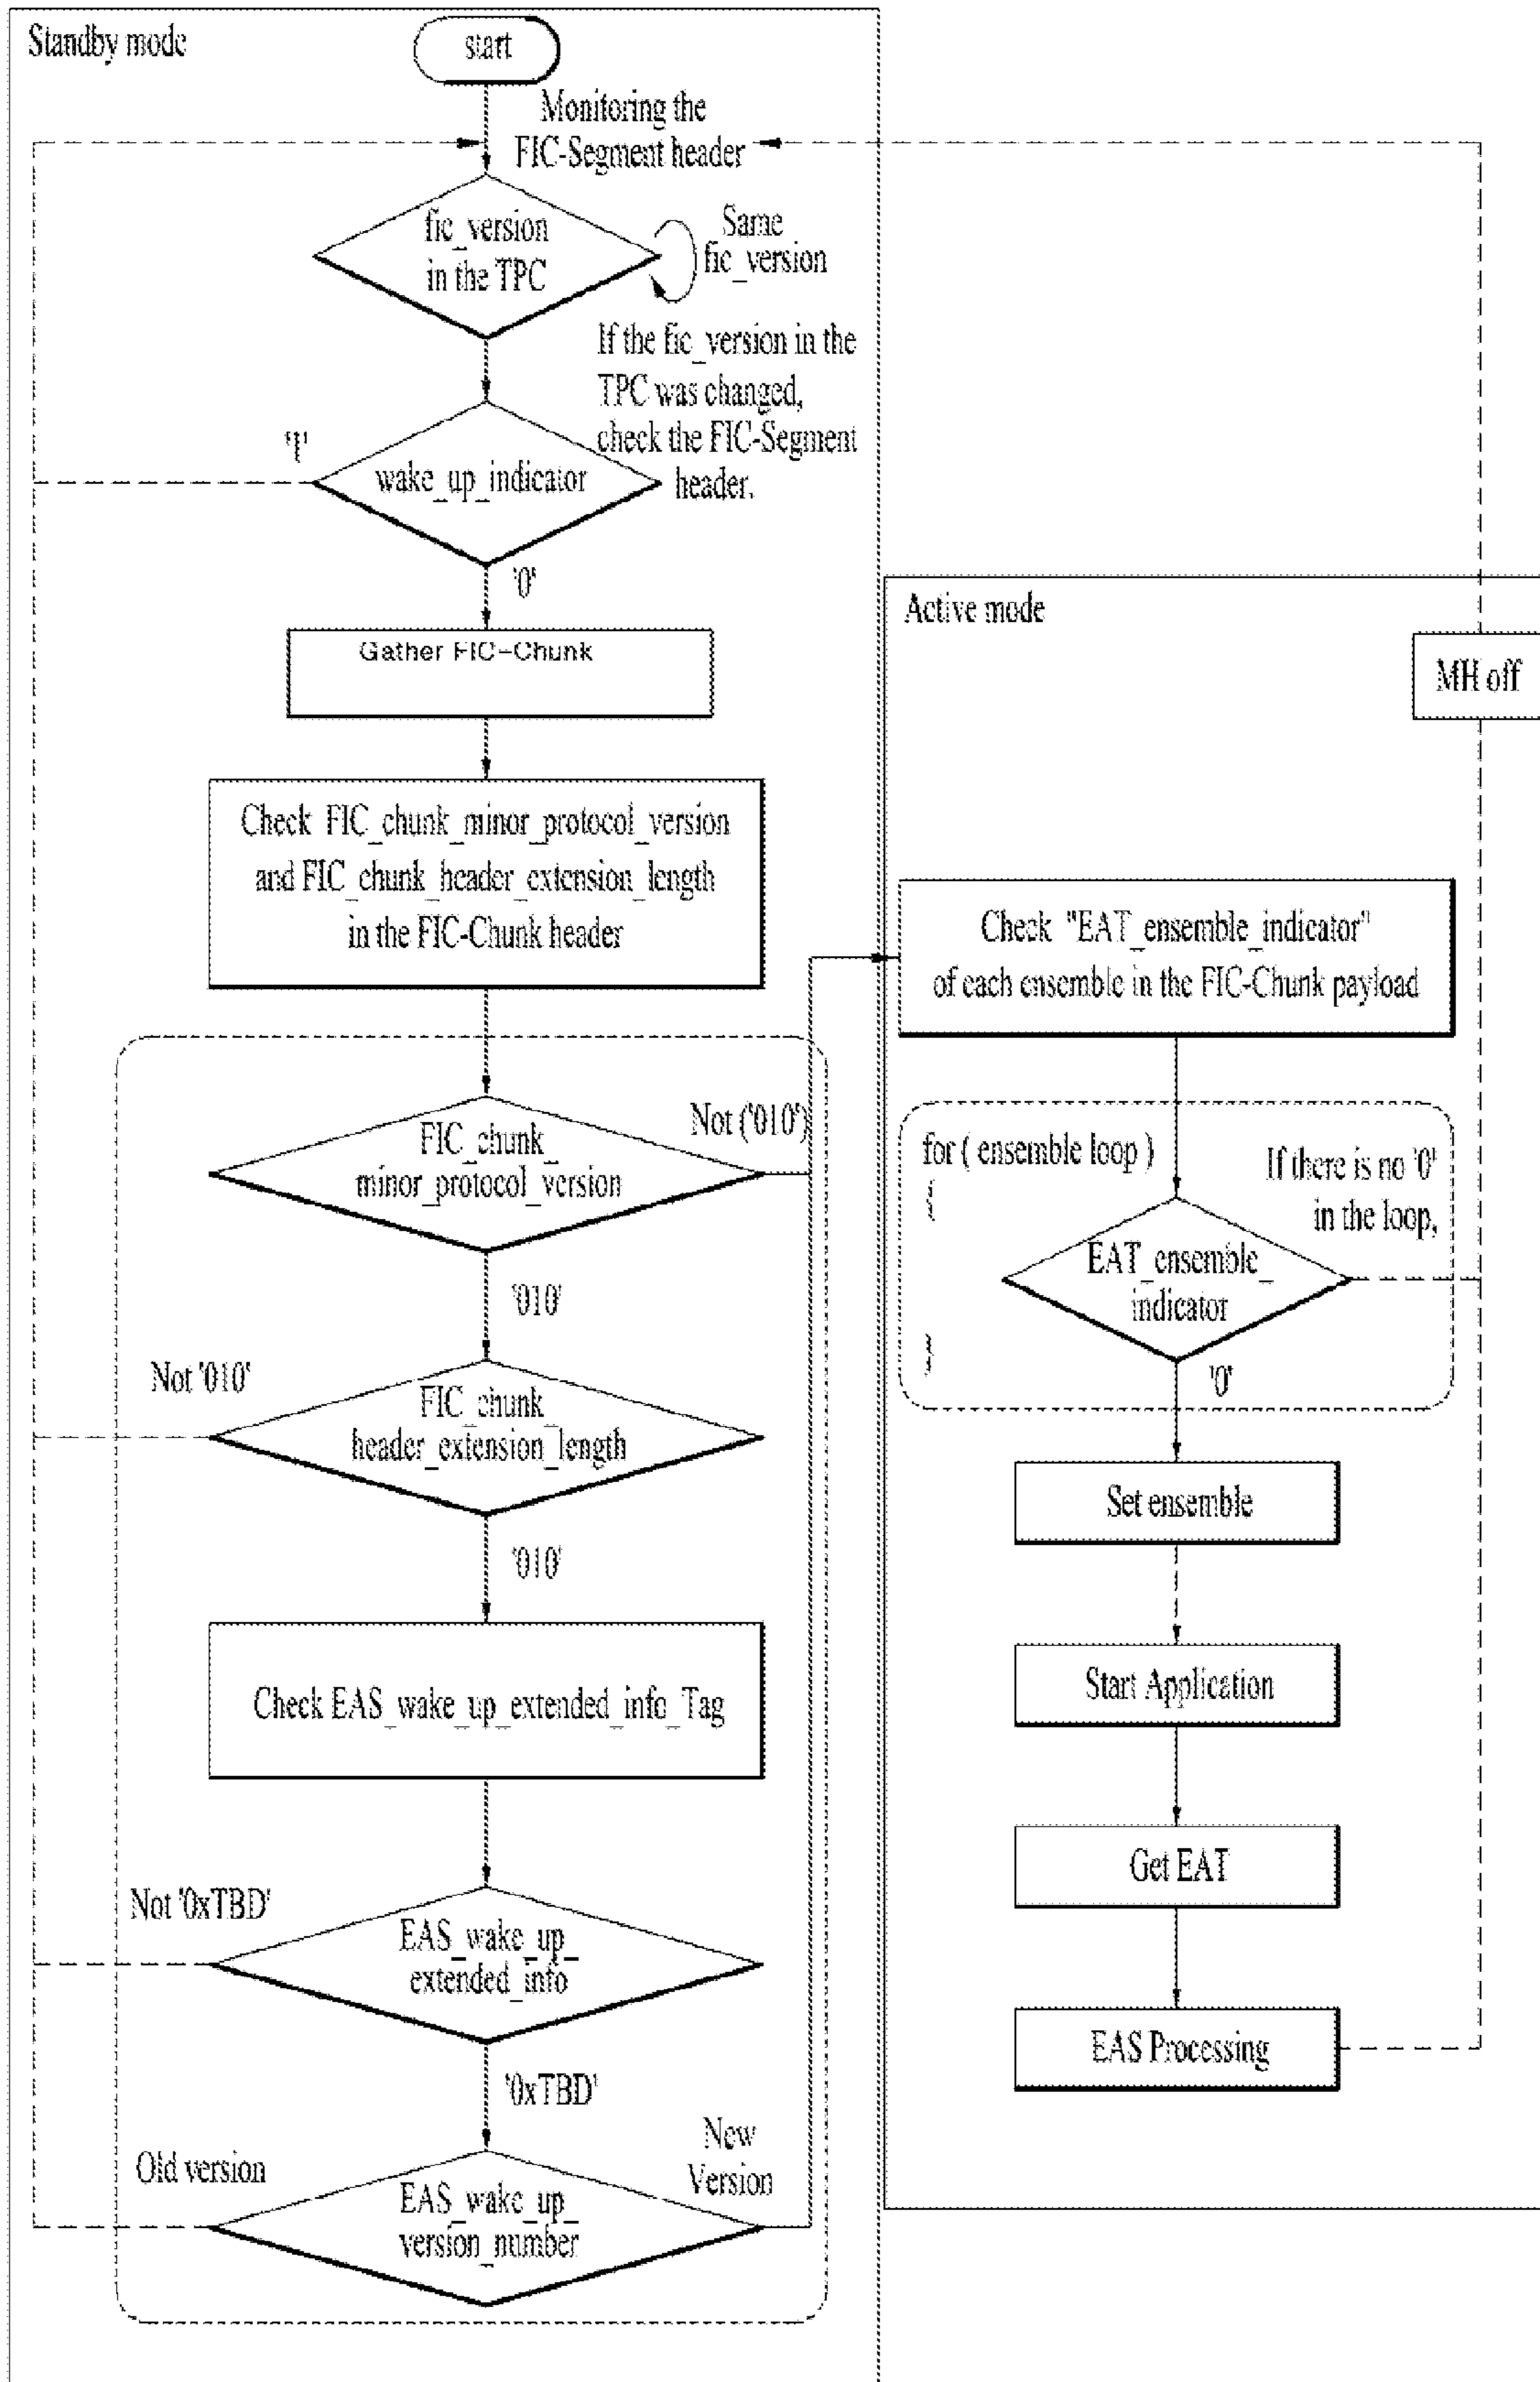 Standby mode
start
Monitoring the
FIC-Segment header
fic_version
in the TPC
Same
fic_version
If the fic_version in the
TPC was changed,
check the FIC-Segment
header.
'1'
wake_up_indicator
'0'
Gather FIC-Chunk
Check FIC_chunk_minor_protocol_version
and FIC_chunk_header_extension_length
in the FIC-Chunk header
Not ('010')
FIC_chunk_
minor_protocol_version
'010'
Not '010'
FIC_chunk_
header_extension_length
'010'
Check EAS_wake_up_extended_info_Tag
Not '0xTBD'
EAS_wake_up_
extended_info
'0xTBD'
Old version
New
Version
EAS_wake_up_
version_number
Active mode
MH off
Check "EAT_ensemble_indicator"
of each ensemble in the FIC-Chunk payload
for ( ensemble loop )
{
If there is no '0'
in the loop,
EAT_ensemble_
indicator
}
'0'
Set ensemble
Start Application
Get EAT
EAS Processing